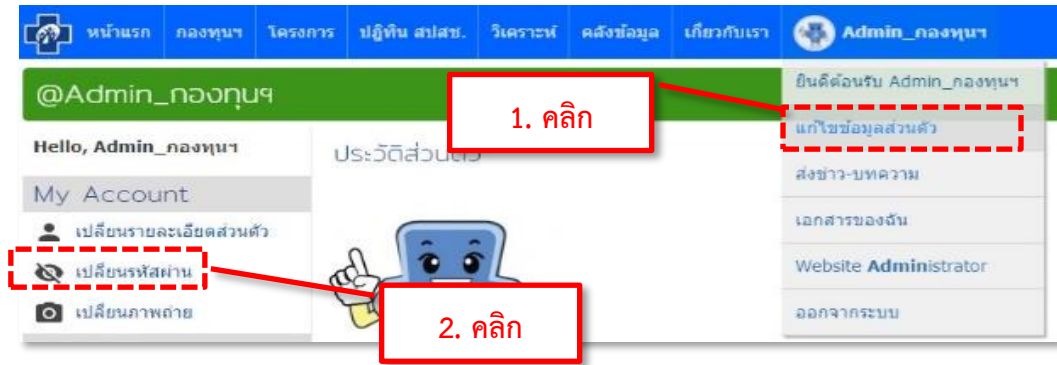 หน้าแรก กองทุนฯ โครงการ ปฏิทิน สปสช. วิเคราะห์ คลังข้อมูล เกี่ยวกับเรา Admin_กองทุนฯ
@Admin_กองทุนฯ
ยินดีต้อนรับ Admin_กองทุนฯ
1. คลิก
แก้ไขข้อมูลส่วนตัว
Hello, Admin_กองทุนฯ
ประวัติส่วนตัว
ส่งข่าว-บทความ
My Account
เปลี่ยนรายละเอียดส่วนตัว
เอกสารของฉัน
เปลี่ยนรหัสผ่าน
Website Administrator
เปลี่ยนภาพถ่าย
2. คลิก
ออกจากระบบ